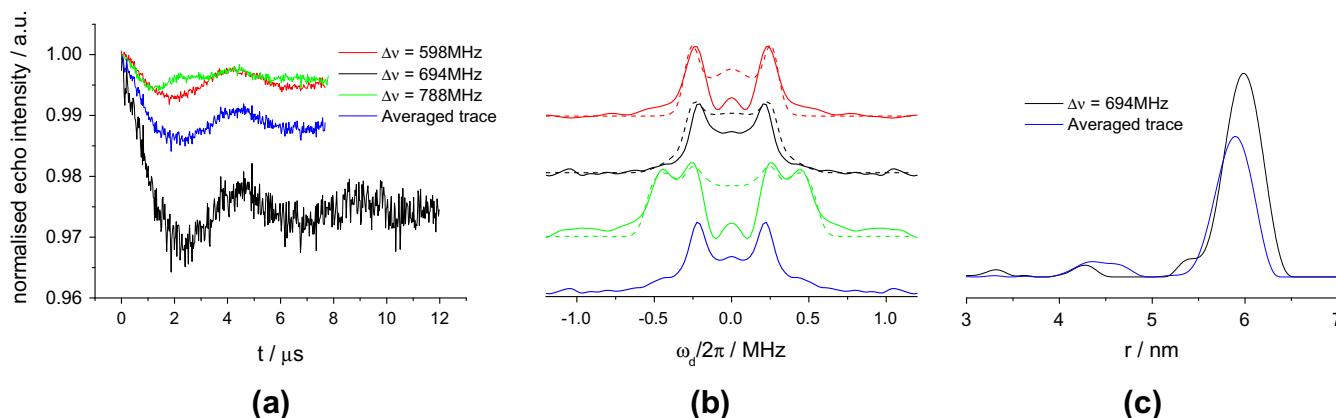 normalised echo intensity / a.u.
1.00
0.99
0.98
0.97
0.96
0 2 4 6 8 10 12
t / μs
Δν = 598MHz
Δν = 694MHz
Δν = 788MHz
Averaged trace
(a)
-1.0 -0.5 0.0 0.5 1.0
ω_d/2π / MHz
(b)
Δν = 694MHz
Averaged trace
3 4 5 6 7
r / nm
(c)